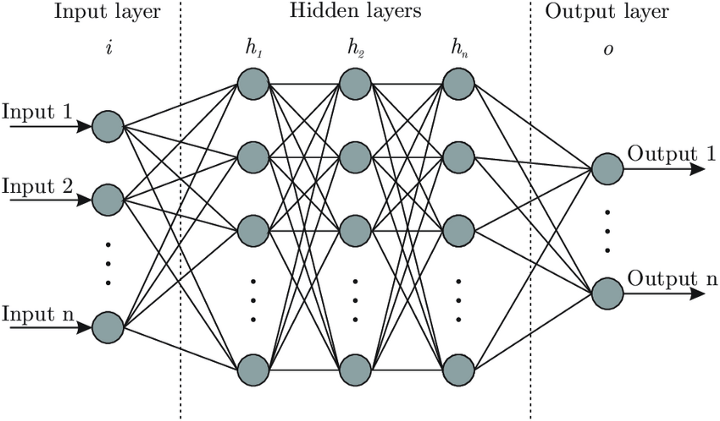 Input layer
Hidden layers
Output layer
i
h1
h2
hn
o
Input 1
Input 2
Input n
Output 1
Output n